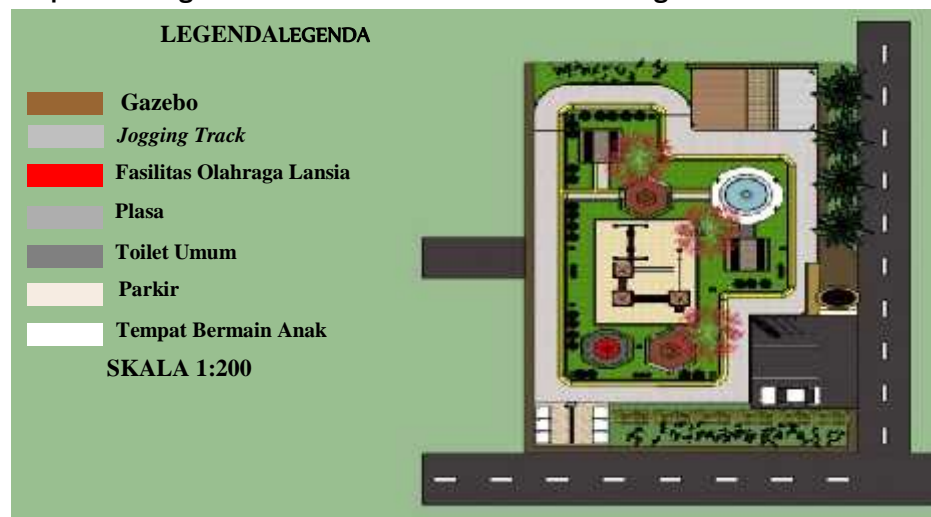 LEGENDALEGENDA
Gazebo
Jogging Track
Fasilitas Olahraga Lansia
Plasa
Toilet Umum
Parkir
Tempat Bermain Anak
SKALA 1:200